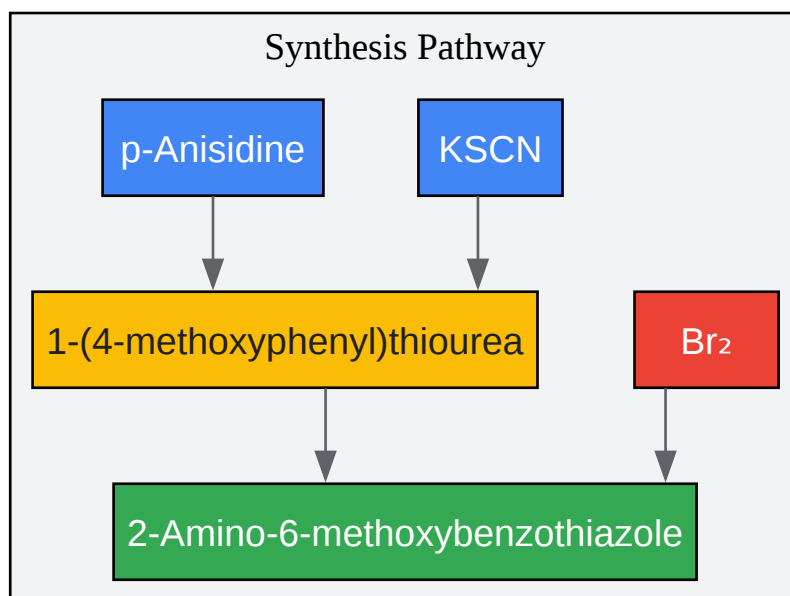 Synthesis Pathway
p-Anisidine
KSCN
1-(4-methoxyphenyl)thiourea
Br₂
2-Amino-6-methoxybenzothiazole